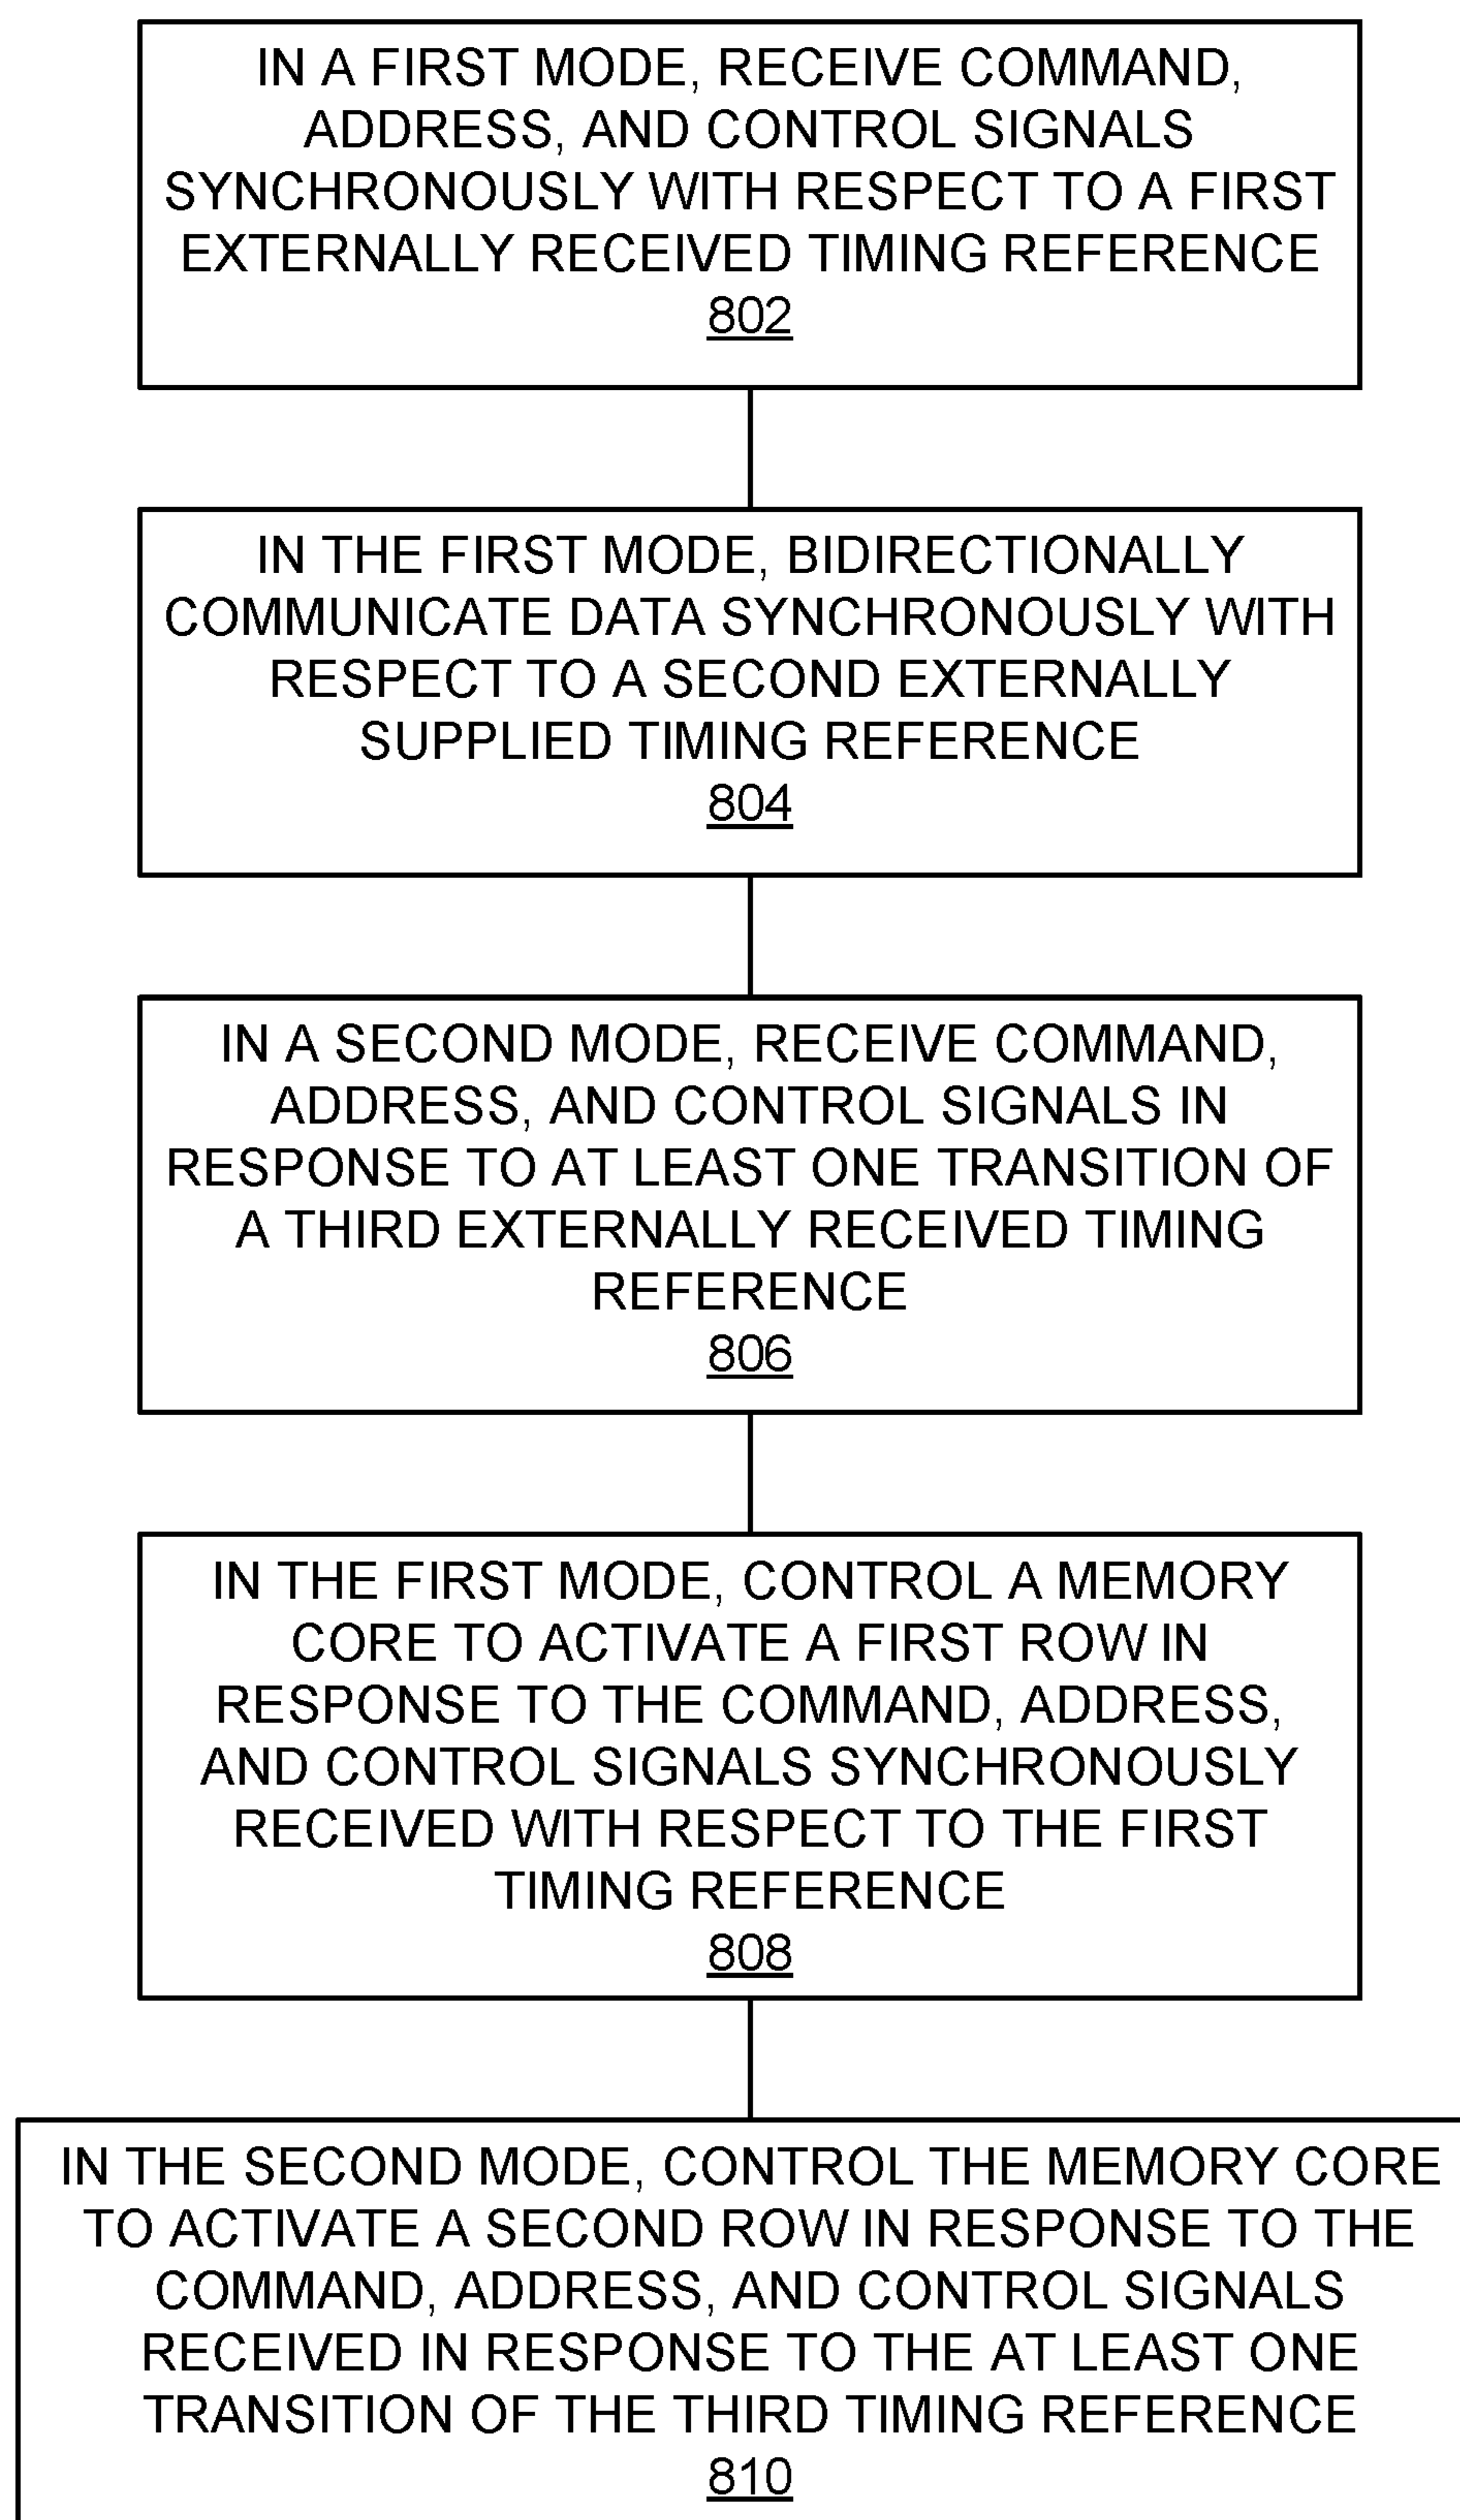 IN A FIRST MODE, RECEIVE COMMAND,
ADDRESS, AND CONTROL SIGNALS
SYNCHRONOUSLY WITH RESPECT TO A FIRST
EXTERNALLY RECEIVED TIMING REFERENCE
802
IN THE FIRST MODE, BIDIRECTIONALLY
COMMUNICATE DATA SYNCHRONOUSLY WITH
RESPECT TO A SECOND EXTERNALLY
SUPPLIED TIMING REFERENCE
804
IN A SECOND MODE, RECEIVE COMMAND,
ADDRESS, AND CONTROL SIGNALS IN
RESPONSE TO AT LEAST ONE TRANSITION OF
A THIRD EXTERNALLY RECEIVED TIMING
REFERENCE
806
IN THE FIRST MODE, CONTROL A MEMORY
CORE TO ACTIVATE A FIRST ROW IN
RESPONSE TO THE COMMAND, ADDRESS,
AND CONTROL SIGNALS SYNCHRONOUSLY
RECEIVED WITH RESPECT TO THE FIRST
TIMING REFERENCE
808
IN THE SECOND MODE, CONTROL THE MEMORY CORE
TO ACTIVATE A SECOND ROW IN RESPONSE TO THE
COMMAND, ADDRESS, AND CONTROL SIGNALS
RECEIVED IN RESPONSE TO THE AT LEAST ONE
TRANSITION OF THE THIRD TIMING REFERENCE
810